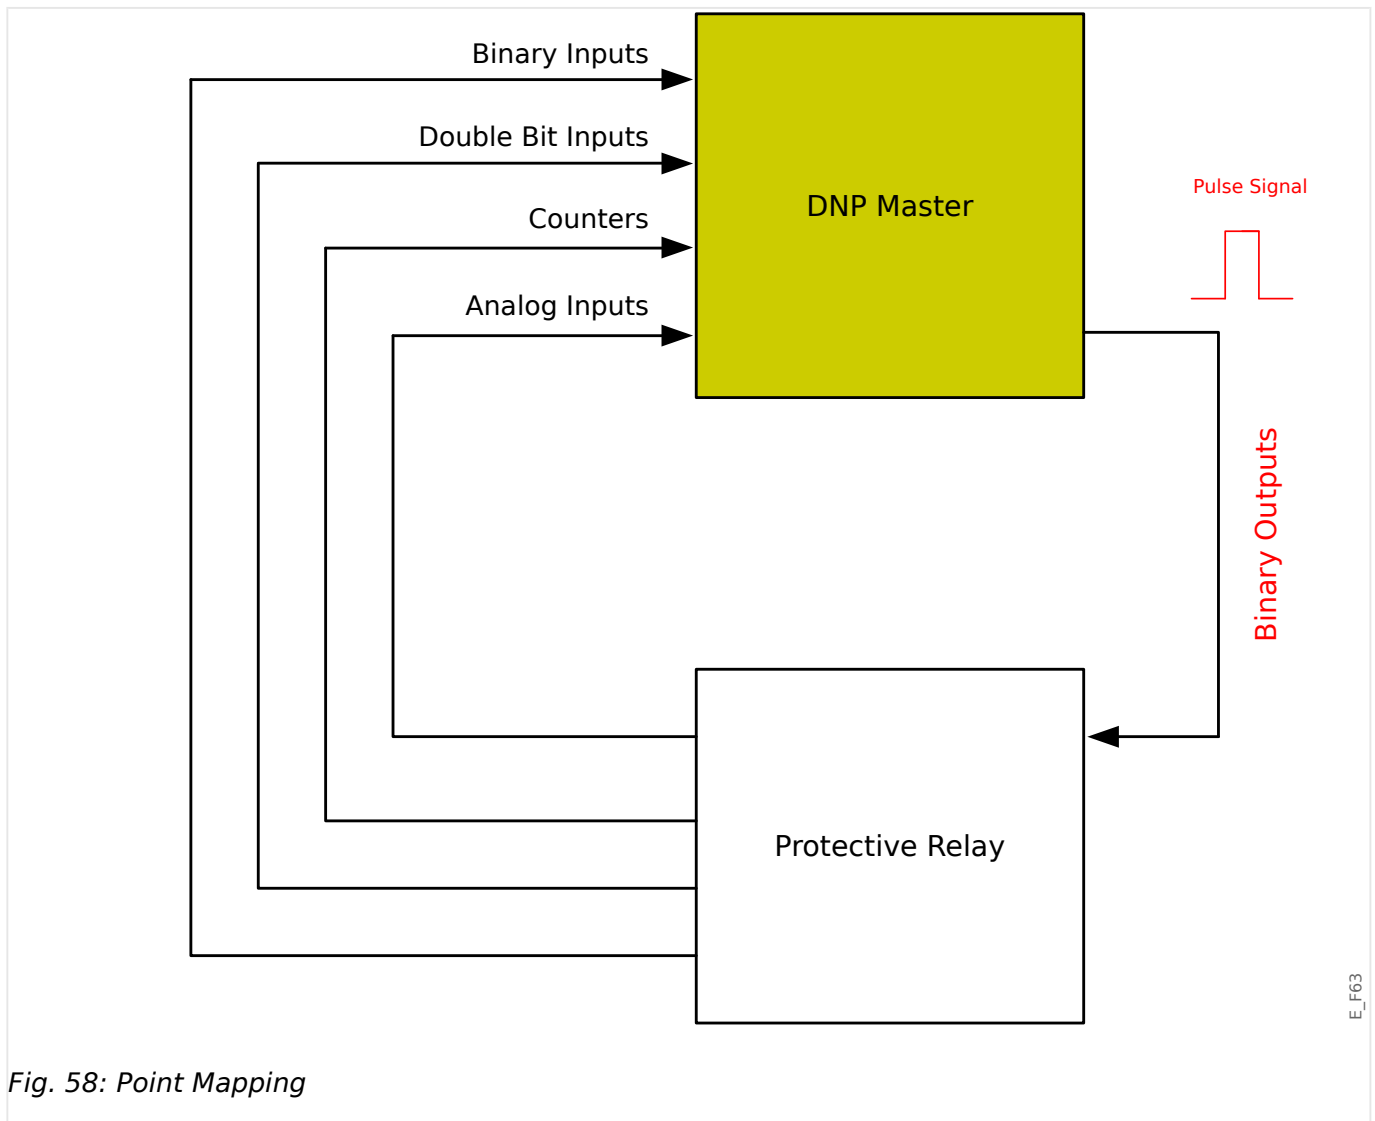 Binary Inputs
Double Bit Inputs
Counters
Analog Inputs
DNP Master
Pulse Signal
Binary Outputs
Protective Relay
E_F63
Fig. 58: Point Mapping